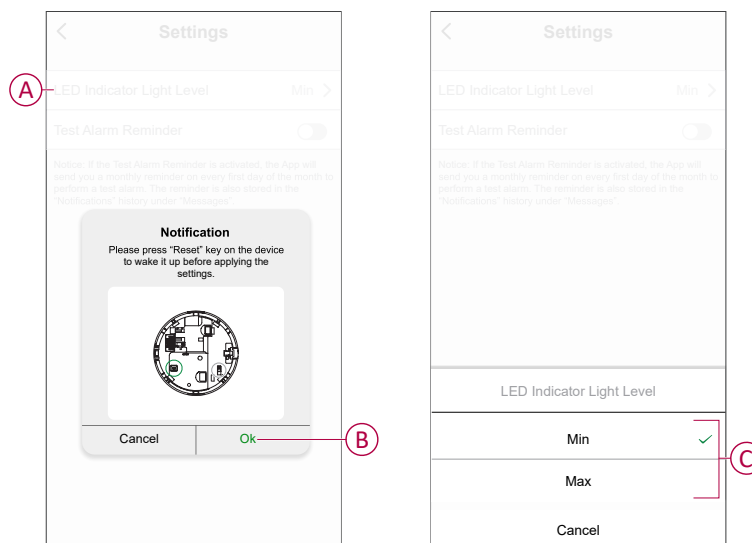 Settings
A
LED Indicator Light Level Min
Test Alarm Reminder
Notice: If the Test Alarm Reminder is activated, the App will
send you a monthly reminder on every first day of the month to
perform a test alarm. The reminder is also stored in the
"Notifications" history under "Messages"
Notification
Please press “Reset” key on the device
to wake it up before applying the
settings.
Cancel Ok
B
Settings
LED Indicator Light Level Min
Test Alarm Reminder
Notice: If the Test Alarm Reminder is activated, the App will
send you a monthly reminder on every first day of the month to
perform a test alarm. The reminder is also stored in the
"Notifications" history under "Messages"
LED Indicator Light Level
Min
Max
C
Cancel